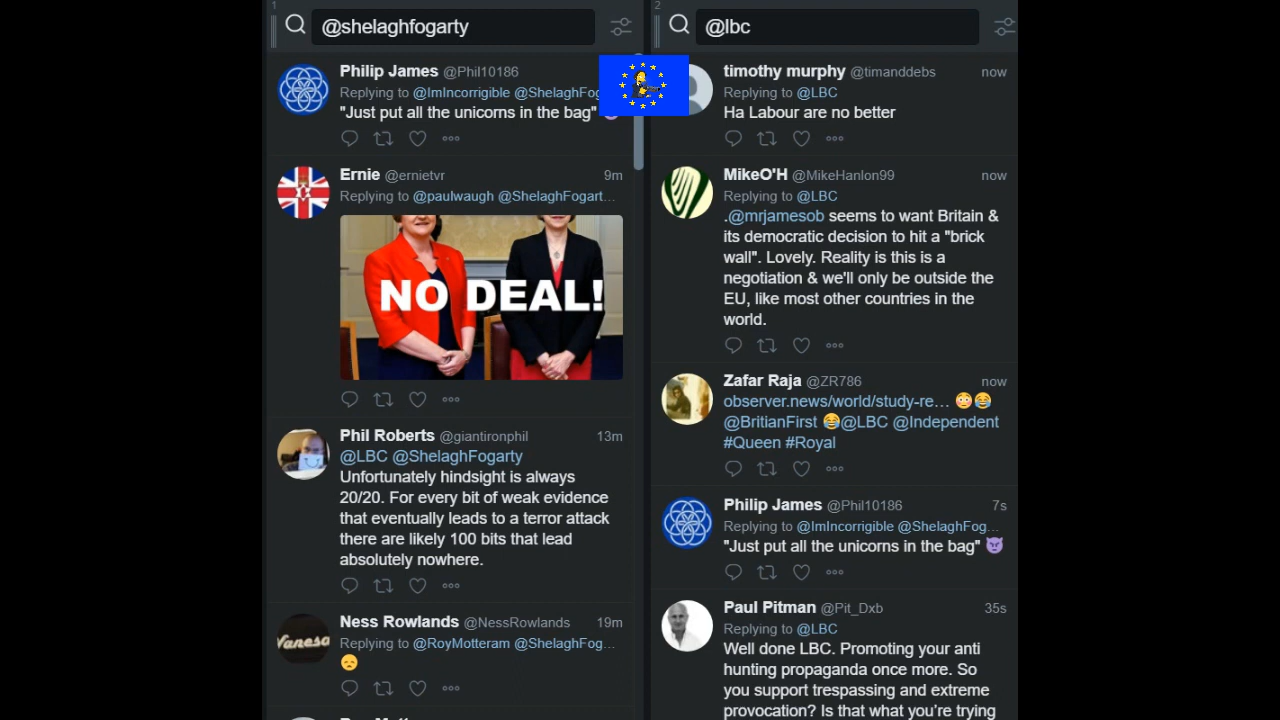 1
@shelaghfogarty
Philip James @Phil10186
Replying to @ImIncorrigible @ShelaghFog
"Just put all the unicorns in the bag"
Ernie @ernietvr 9m
Replying to @paulwaugh @ShelaghFogart...
NO DEAL!
Phil Roberts @giantironphil 13m
@LBC @ShelaghFogarty
Unfortunately hindsight is always
20/20. For every bit of weak evidence
that eventually leads to a terror attack
there are likely 100 bits that lead
absolutely nowhere.
Vanesa
Ness Rowlands @NessRowlands 19m
Replying to @RoyMotteram @ShelaghFog...
😞
2
@lbc
timothy murphy @timanddebs now
Replying to @LBC
Ha Labour are no better
MikeO'H @MikeHanlon99 now
Replying to @LBC
.@mrjamesob seems to want Britain &
its democratic decision to hit a "brick
wall". Lovely. Reality is this is a
negotiation & we'll only be outside the
EU, like most other countries in the
world.
Zafar Raja @ZR786 now
observer.news/world/study-re… 😳😂
@BritianFirst 😂@LBC @Independent
#Queen #Royal
Philip James @Phil10186 7s
Replying to @ImIncorrigible @ShelaghFog...
"Just put all the unicorns in the bag" 😈
Paul Pitman @Pit_Dxb 35s
Replying to @LBC
Well done LBC. Promoting your anti
hunting propaganda once more. So
you support trespassing and extreme
provocation? Is that what you're trying